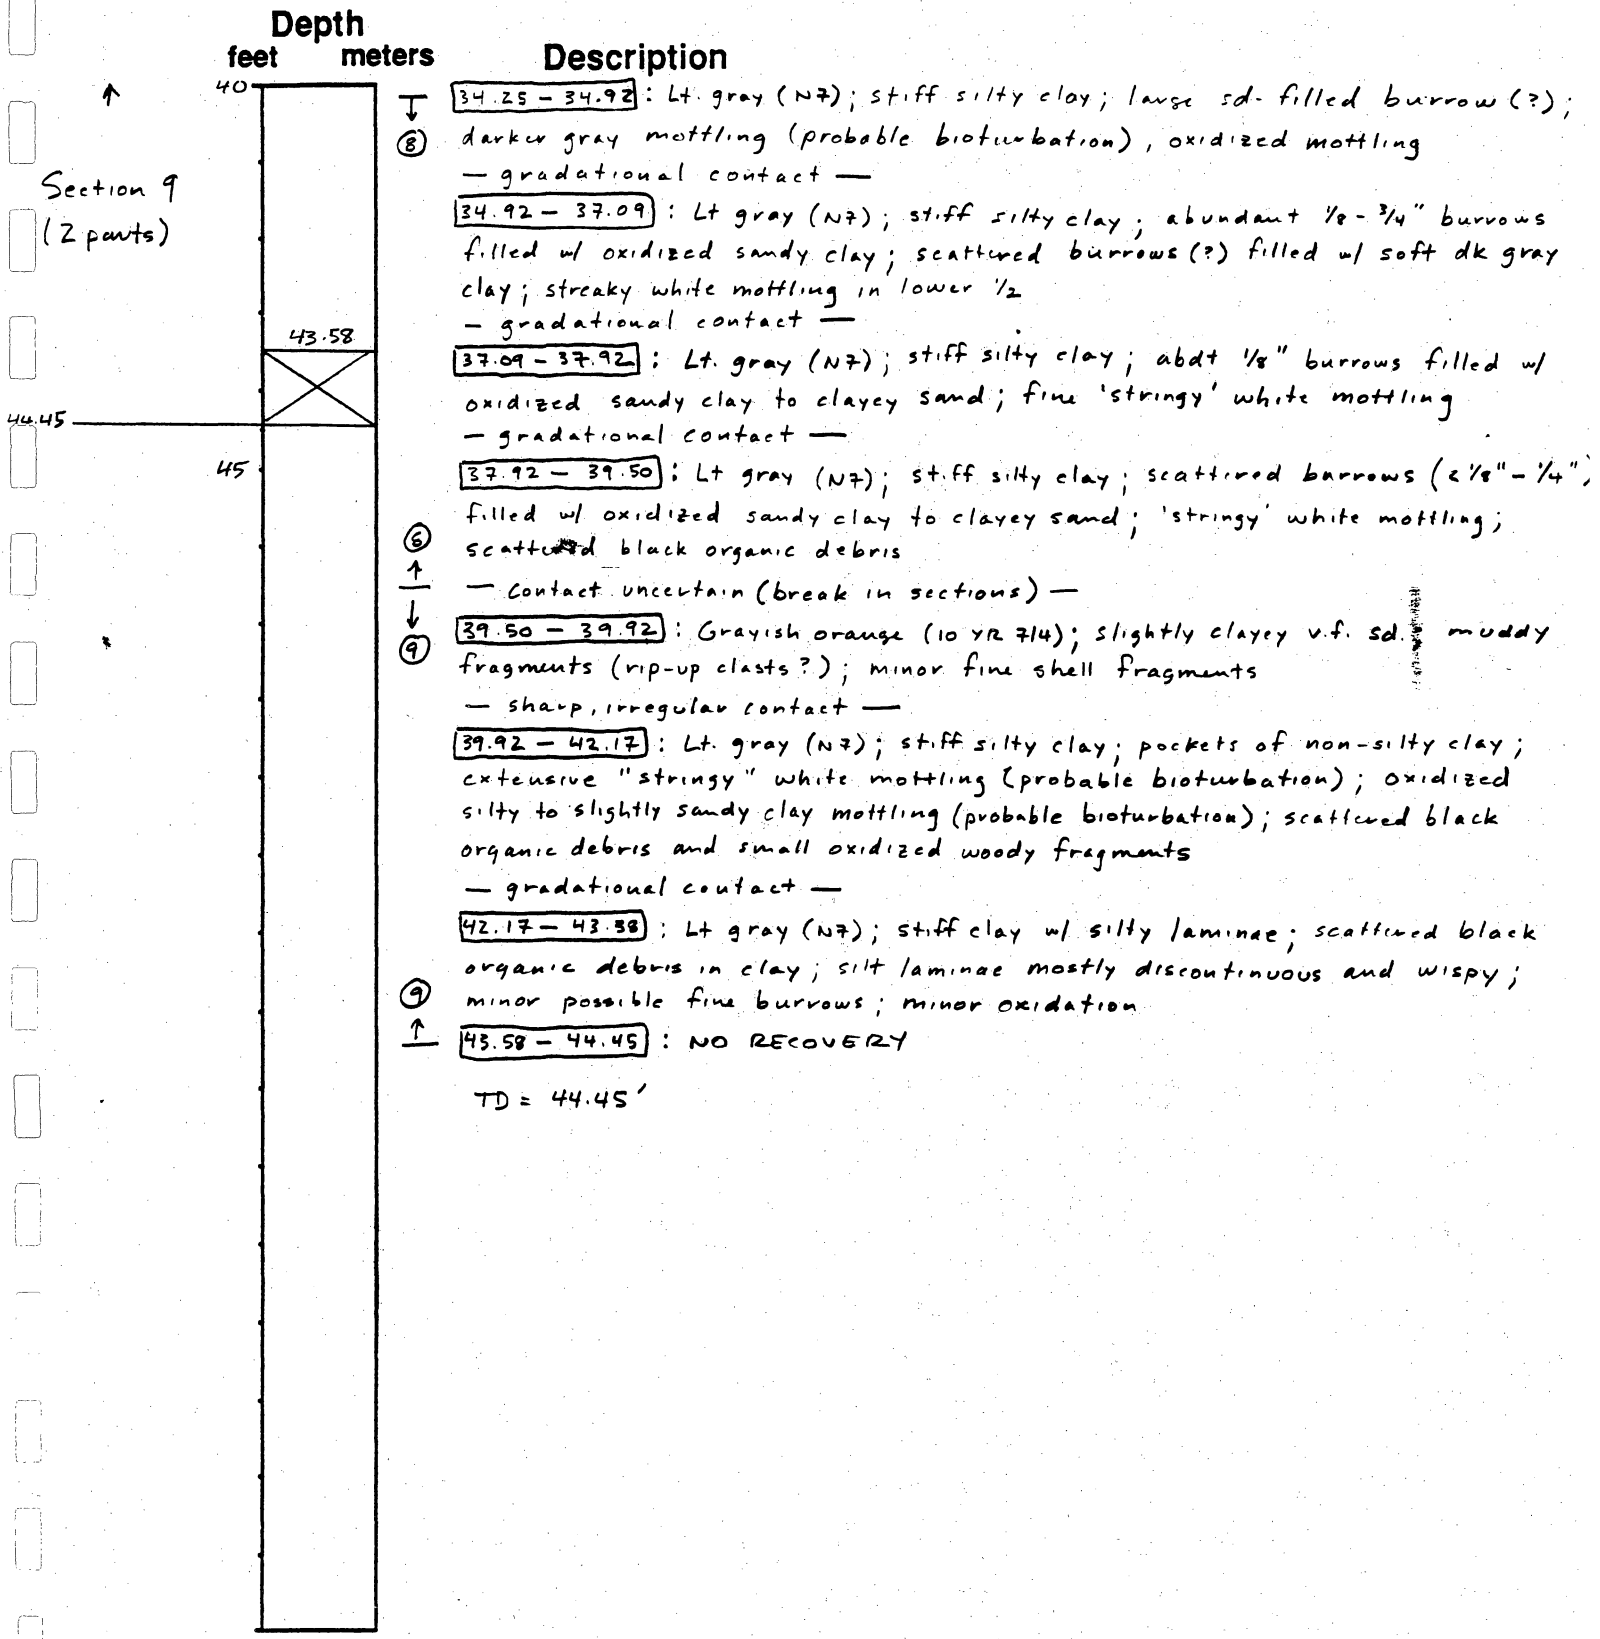 Depth
feet meters Description
40
Section 9
(2 parts)
43.58
44.45
45
8
34.25 – 34.92 : Lt. gray (N7); stiff silty clay; large sd- filled burrow (?);
darker gray mottling (probable bioturbation), oxidized mottling
— gradational contact —
34.92 – 37.09 : Lt gray (N7); stiff silty clay; abundant 1/8 - 3/4" burrows
filled w/ oxidized sandy clay; scattered burrows (?) filled w/ soft dk gray
clay; streaky white mottling in lower 1/2
— gradational contact —
37.09 – 37.92 : Lt. gray (N7); stiff silty clay; abdt 1/8" burrows filled w/
oxidized sandy clay to clayey sand; fine 'stringy' white mottling
— gradational contact —
37.92 – 39.50 : Lt gray (N7); stiff silty clay; scattered burrows (< 1/8" - 1/4")
filled w/ oxidized sandy clay to clayey sand; 'stringy' white mottling;
8 scattered black organic debris
— Contact uncertain (break in sections) —
39.50 – 39.92 : Grayish orange (10 YR 7/4); slightly clayey v.f. sd. muddy
9 fragments (rip-up clasts?); minor fine shell fragments
— sharp, irregular contact —
39.92 – 42.17 : Lt. gray (N7); stiff silty clay; pockets of non-silty clay;
extensive "stringy" white mottling (probable bioturbation); oxidized
silty to slightly sandy clay mottling (probable bioturbation); scattered black
organic debris and small oxidized woody fragments
— gradational contact —
42.17 – 43.58 : Lt gray (N7); stiff clay w/ silty laminae; scattered black
organic debris in clay; silt laminae mostly discontinuous and wispy;
9 minor possible fine burrows; minor oxidation
43.58 – 44.45 : NO RECOVERY
TD = 44.45'